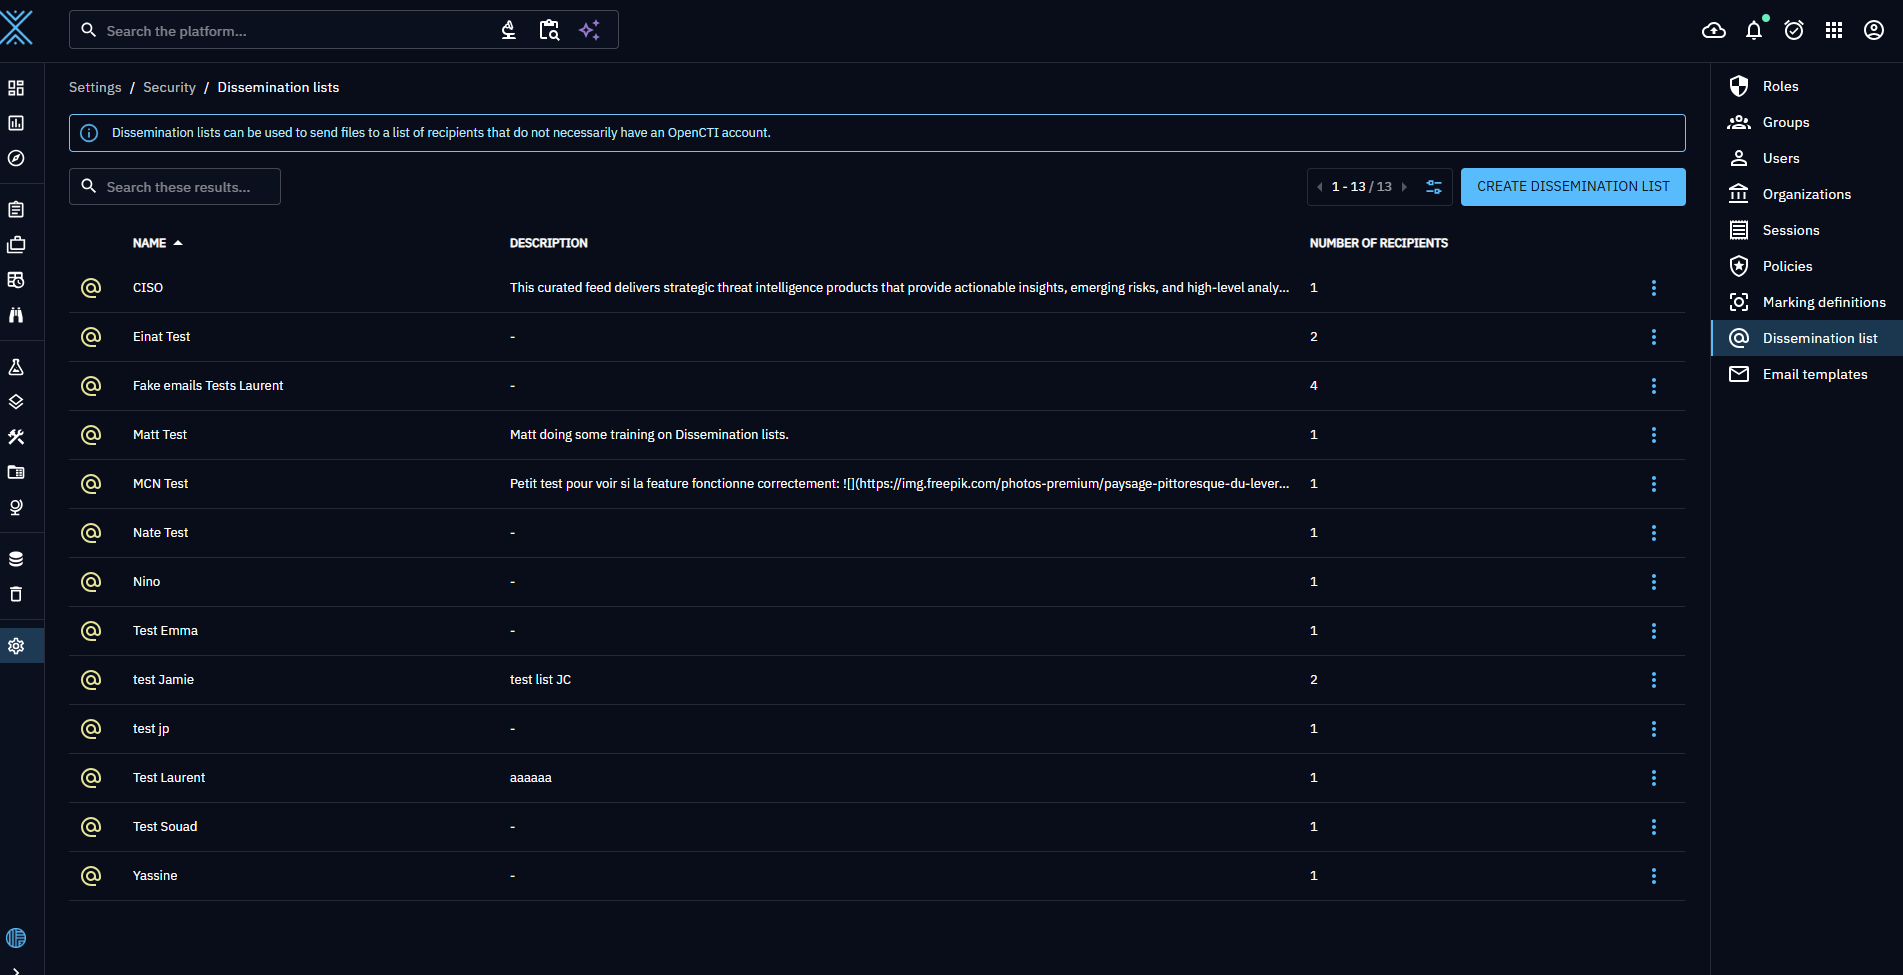 Search the platform...
Settings / Security / Dissemination lists
Dissemination lists can be used to send files to a list of recipients that do not necessarily have an OpenCTI account.
Search these results...
1 - 13 / 13
CREATE DISSEMINATION LIST
NAME DESCRIPTION NUMBER OF RECIPIENTS
CISO This curated feed delivers strategic threat intelligence products that provide actionable insights, emerging risks, and high-level analy... 1
Einat Test - 2
Fake emails Tests Laurent - 4
Matt Test Matt doing some training on Dissemination lists. 1
MCN Test Petit test pour voir si la feature fonctionne correctement: ![](https://img.freepik.com/photos-premium/paysage-pittoresque-du-lever... 1
Nate Test - 1
Nino - 1
Test Emma - 1
test Jamie test list JC 2
test jp - 1
Test Laurent aaaaaa 1
Test Souad - 1
Yassine - 1
Roles
Groups
Users
Organizations
Sessions
Policies
Marking definitions
Dissemination list
Email templates